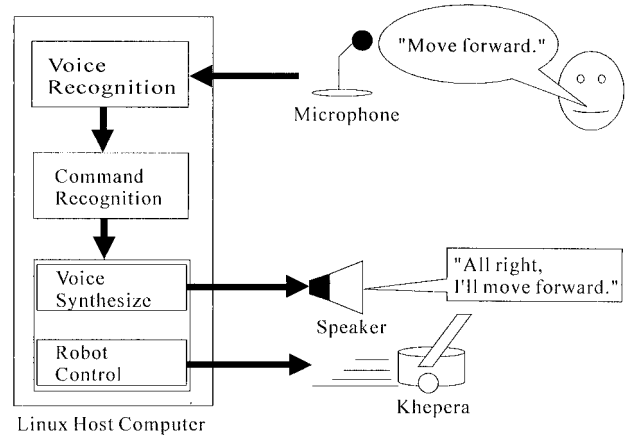 Voice
Recognition
"Move forward."
Microphone
Command
Recognition
Voice
Synthesize
"All right,
I'll move forward."
Speaker
Robot
Control
Khepera
Linux Host Computer